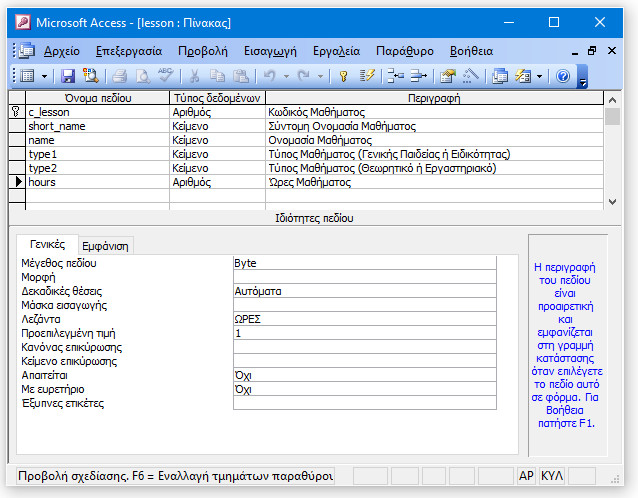 Microsoft Access - [lesson : Πίνακας]
Αρχείο Επεξεργασία Προβολή Εισαγωγή Εργαλεία Παράθυρο Βοήθεια
Όνομα πεδίου Τύπος δεδομένων Περιγραφή
c_lesson Αριθμός Κωδικός Μαθήματος
short_name Κείμενο Σύντομη Ονομασία Μαθήματος
name Κείμενο Ονομασία Μαθήματος
type1 Κείμενο Τύπος Μαθήματος (Γενικής Παιδείας ή Ειδικότητας)
type2 Κείμενο Τύπος Μαθήματος (Θεωρητικό ή Εργαστηριακό)
hours Αριθμός Ώρες Μαθήματος
Ιδιότητες πεδίου
Γενικές Εμφάνιση
Μέγεθος πεδίου Byte
Μορφή
Δεκαδικές θέσεις Αυτόματα
Μάσκα εισαγωγής
Λεζάντα ΩΡΕΣ
Προεπιλεγμένη τιμή 1
Κανόνας επικύρωσης
Κείμενο επικύρωσης
Απαιτείται Όχι
Με ευρετήριο Όχι
Έξυπνες ετικέτες
Η περιγραφή
του πεδίου
είναι
προαιρετική
και
εμφανίζεται
στη γραμμή
κατάστασης
όταν επιλέγετε
το πεδίο αυτό
σε φόρμα. Για
Βοήθεια
πατήστε F1.
Προβολή σχεδίασης. F6 = Εναλλαγή τμημάτων παραθύρου ΑΡ ΚΥΛ